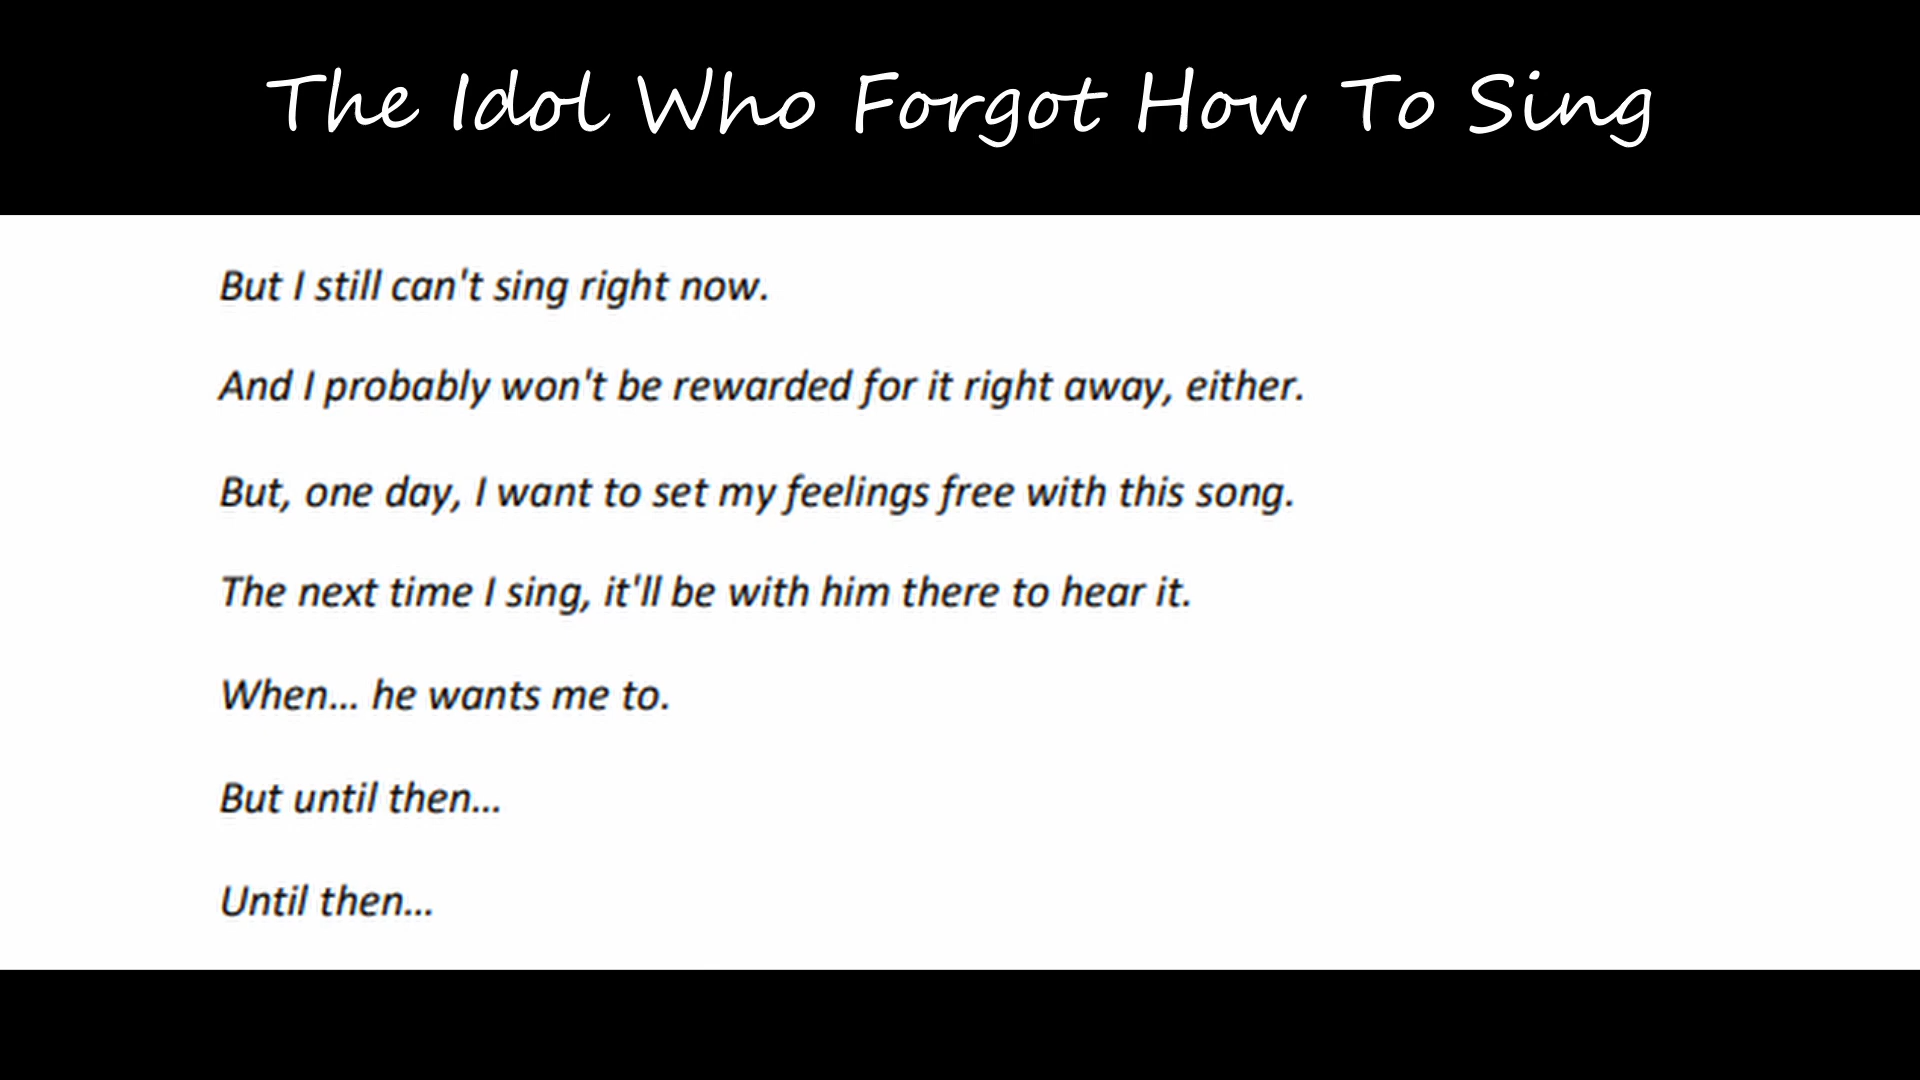 The Idol Who Forgot How To Sing
But I still can't sing right now.
And I probably won't be rewarded for it right away, either.
But, one day, I want to set my feelings free with this song.
The next time I sing, it'll be with him there to hear it.
When... he wants me to.
But until then...
Until then...